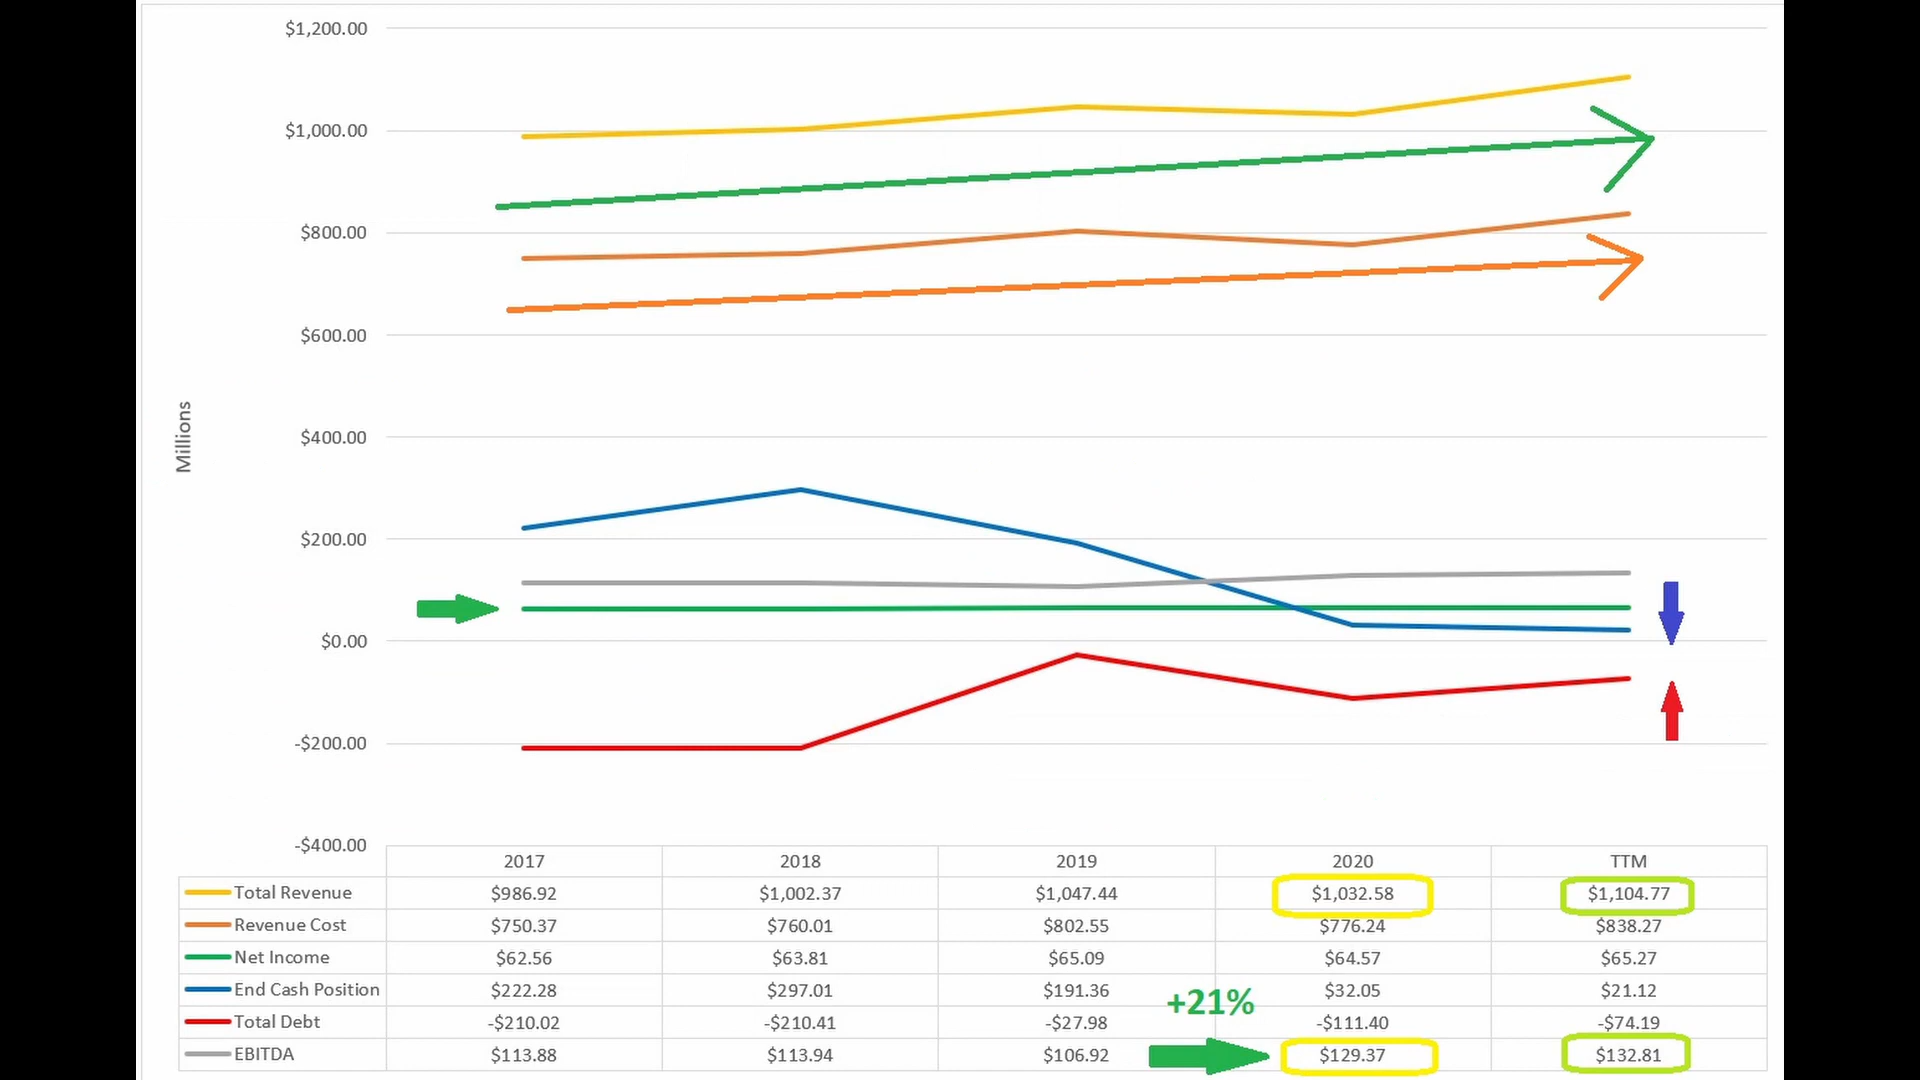 $1,200.00
$1,000.00
$800.00
$600.00
$400.00
$200.00
$0.00
-$200.00
-$400.00
Millions
2017 2018 2019 2020 TTM
Total Revenue $986.92 $1,002.37 $1,047.44 $1,032.58 $1,104.77
Revenue Cost $750.37 $760.01 $802.55 $776.24 $838.27
Net Income $62.56 $63.81 $65.09 $64.57 $65.27
End Cash Position $222.28 $297.01 $191.36 $32.05 $21.12
+21%
Total Debt -$210.02 -$210.41 -$27.98 -$111.40 -$74.19
EBITDA $113.88 $113.94 $106.92 $129.37 $132.81